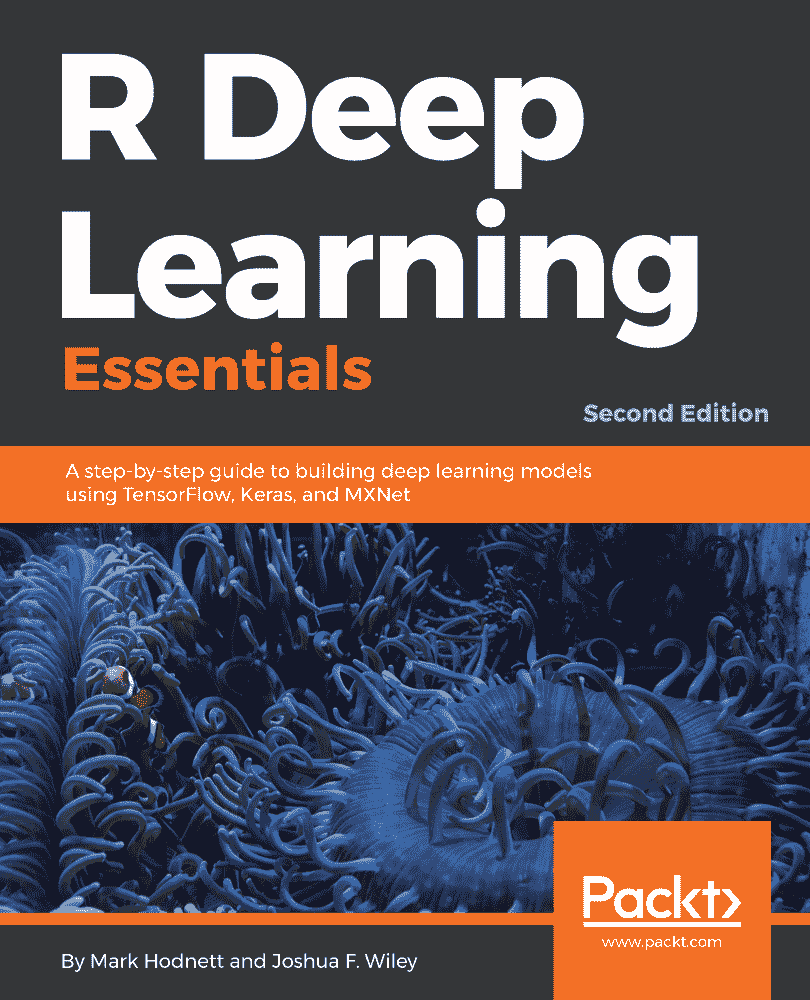 R Deep
Learning
Essentials
Second Edition
A step-by-step guide to building deep learning models
using TensorFlow, Keras, and MXNet
Packt>
www.packt.com
By Mark Hodnett and Joshua F. Wiley